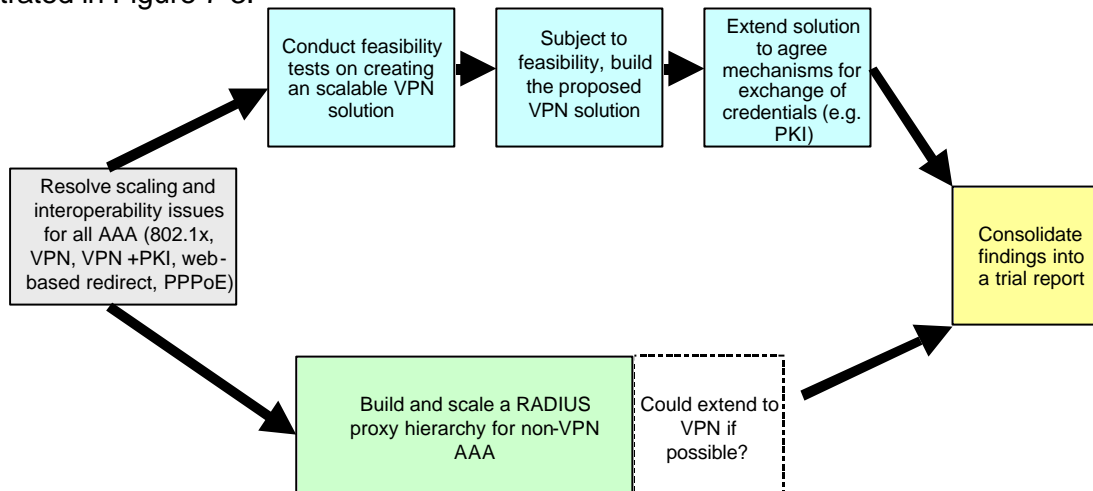 trated in Figure 7-
Conduct feasibility
tests on creating
an scalable VPN
solution
Subject to
feasibility, build
the proposed
VPN solution
Extend solution
to agree
mechanisms for
exchange of
credentials (e.g.
PKI)
Resolve scaling and
interoperability issues
for all AAA (802.1x,
VPN, VPN +PKI, web-
based redirect, PPPoE)
Consolidate
findings into
a trial report
Build and scale a RADIUS
proxy hierarchy for non-VPN
AAA
Could extend to
VPN if
possible?